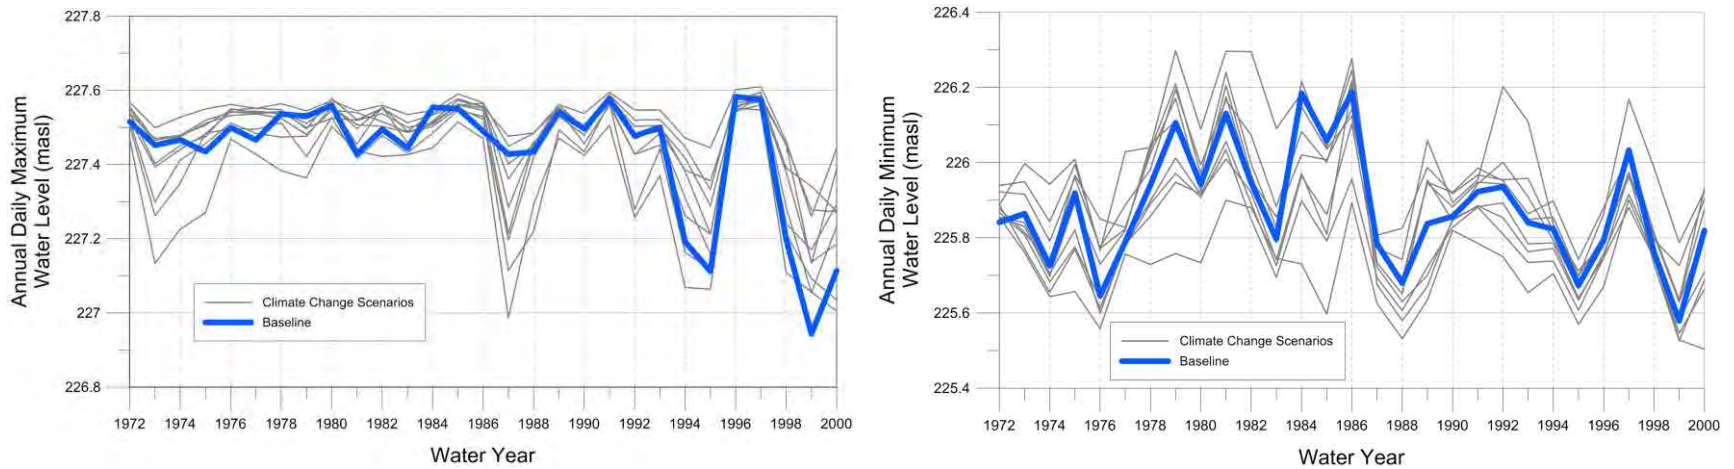 227.8
227.6
227.4
227.2
227
226.8
Annual Daily Maximum
Water Level (masl)
Climate Change Scenarios
Baseline
1972 1974 1976 1978 1980 1982 1984 1986 1988 1990 1992 1994 1996 1998 2000
Water Year
226.4
226.2
226
225.8
225.6
225.4
Annual Daily Minimum
Water Level (masl)
Climate Change Scenarios
Baseline
1972 1974 1976 1978 1980 1982 1984 1986 1988 1990 1992 1994 1996 1998 2000
Water Year